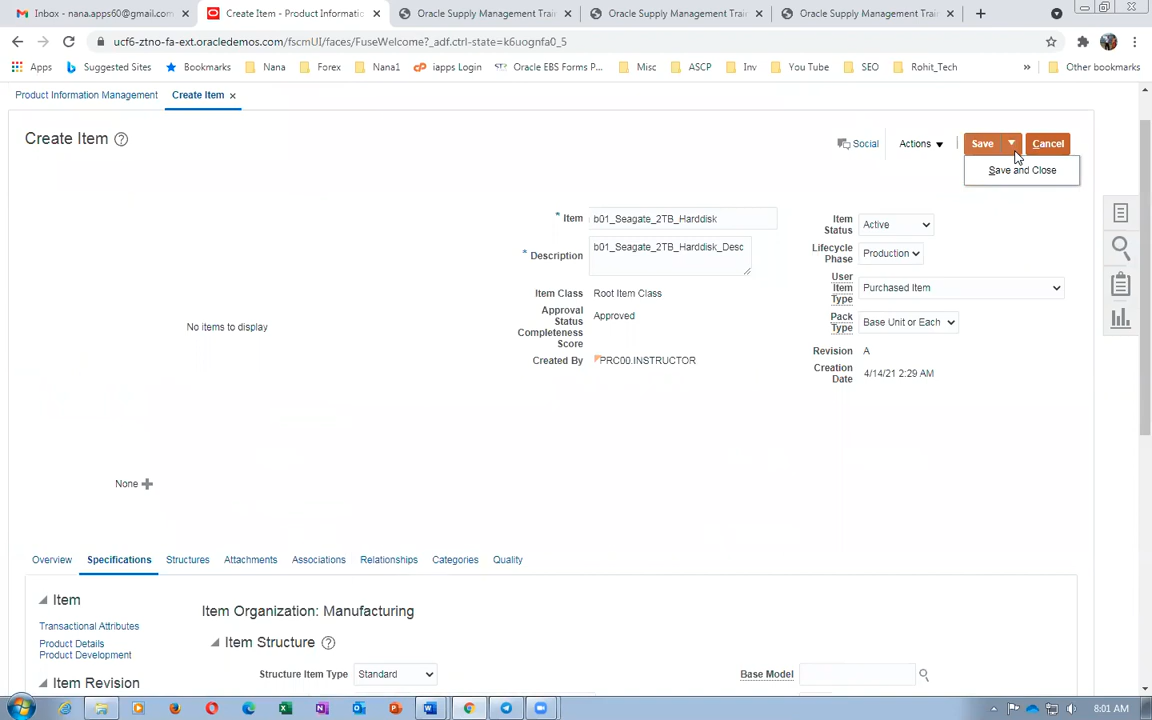 Inbox - nana.apps60@gmail.com
Create Item - Product Informatio
Oracle Supply Management Trai
Oracle Supply Management Trai
Oracle Supply Management Trai
ucf6-ztno-fa-ext.oracledemos.com/fscmUI/faces/FuseWelcome?_adf.ctrl-state=k6uognfa0_5
Apps
Suggested Sites
Bookmarks
Nana
Forex
Nana1
iapps Login
Oracle EBS Forms P...
Misc
ASCP
Inv
You Tube
SEO
Rohit_Tech
»
Other bookmarks
Product Information Management
Create Item
Create Item
Social
Actions
Save
Cancel
Save and Close
* Item b01_Seagate_2TB_Harddisk
* Description b01_Seagate_2TB_Harddisk_Desc
Item Class Root Item Class
Approval
Status Approved
Completeness
Score
Created By PRC00.INSTRUCTOR
Item
Status Active
Lifecycle
Phase Production
User
Item
Type Purchased Item
Pack
Type Base Unit or Each
Revision A
Creation
Date 4/14/21 2:29 AM
No items to display
None
Overview
Specifications
Structures
Attachments
Associations
Relationships
Categories
Quality
Item
Transactional Attributes
Product Details
Product Development
Item Revision
Item Organization: Manufacturing
Item Structure
Structure Item Type Standard
Base Model
8:01 AM